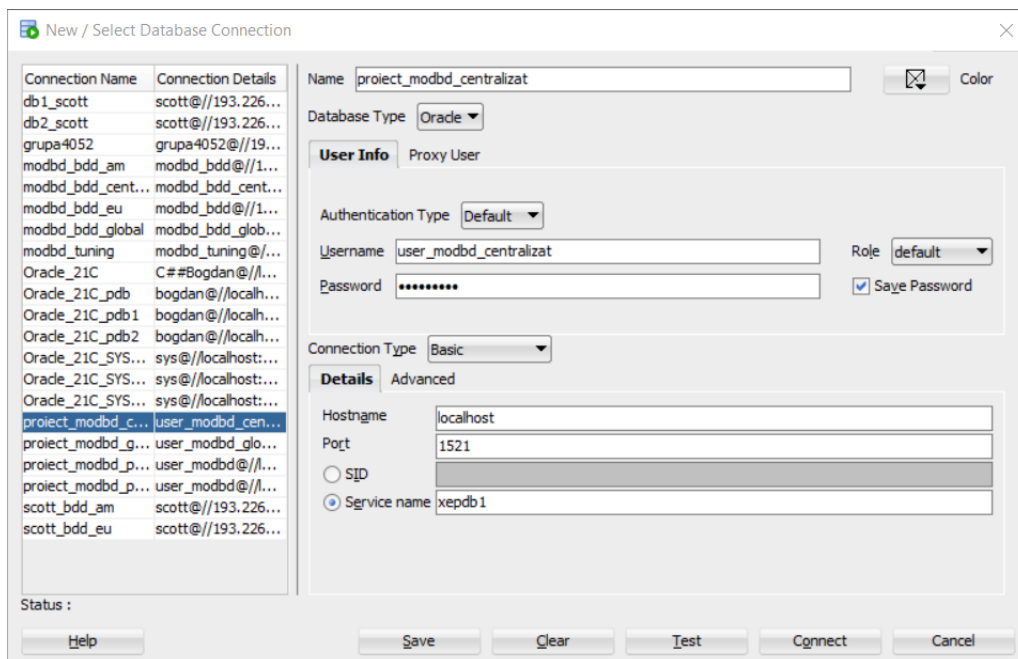 New / Select Database Connection
Connection Name Connection Details
db1_scott scott@//193.226...
db2_scott scott@//193.226...
grupa4052 grupa4052@//19...
modbd_bdd_am modbd_bdd@//1...
modbd_bdd_cent... modbd_bdd_cent...
modbd_bdd_eu modbd_bdd@//1...
modbd_bdd_global modbd_bdd_glob...
modbd_tuning modbd_tuning@/...
Oracle_21C C##Bogdan@//l...
Oracle_21C_pdb bogdan@//localh...
Oracle_21C_pdb1 bogdan@//localh...
Oracle_21C_pdb2 bogdan@//localh...
Oracle_21C_SYS... sys@//localhost:...
Oracle_21C_SYS... sys@//localhost:...
Oracle_21C_SYS... sys@//localhost:...
proiect_modbd_c... user_modbd_cen...
proiect_modbd_g... user_modbd_glo...
proiect_modbd_p... user_modbd@//l...
proiect_modbd_p... user_modbd@//l...
scott_bdd_am scott@//193.226...
scott_bdd_eu scott@//193.226...
Name proiect_modbd_centralizat Color
Database Type Oracle
User Info Proxy User
Authentication Type Default
Username user_modbd_centralizat Role default
Password ••••••••• Save Password
Connection Type Basic
Details Advanced
Hostname localhost
Port 1521
SID
Service name xepdb1
Status :
Help Save Clear Test Connect Cancel